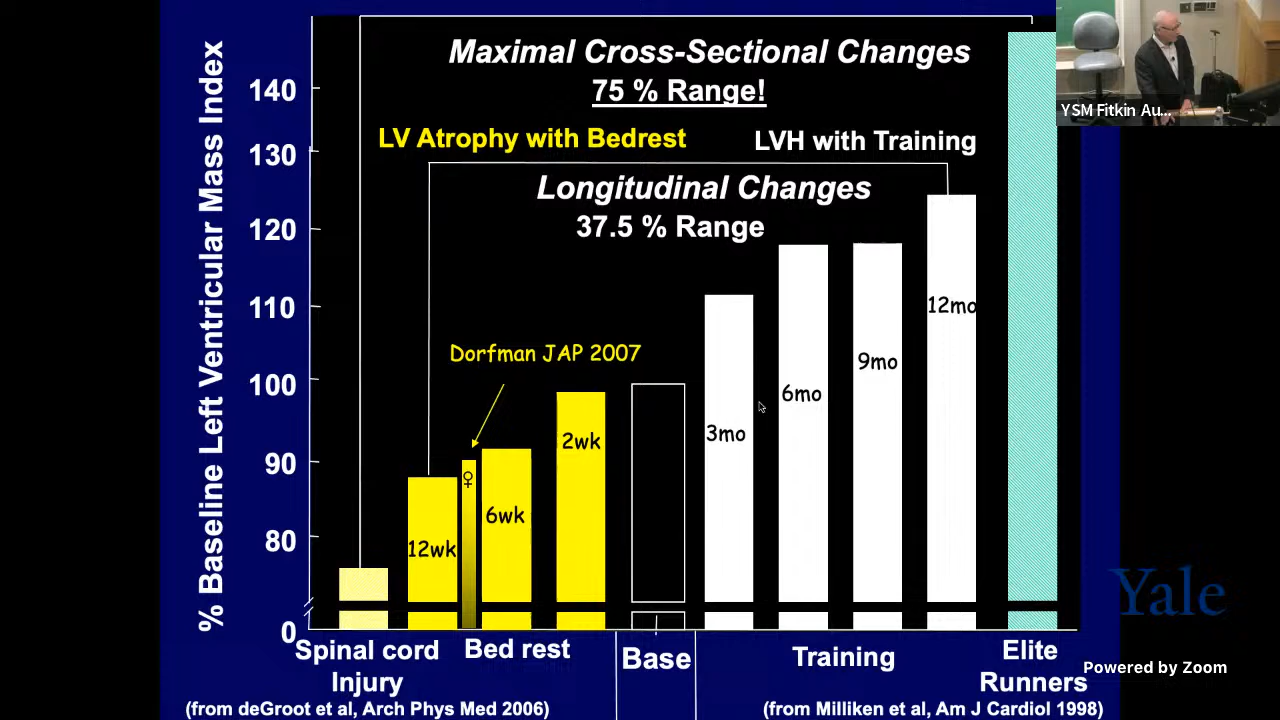 Maximal Cross-Sectional Changes
75 % Range!
LV Atrophy with Bedrest
LVH with Training
Longitudinal Changes
37.5 % Range
% Baseline Left Ventricular Mass Index
140
130
120
110
100
90
80
0
Dorfman JAP 2007
12wk
♀
6wk
2wk
3mo
6mo
9mo
12mo
Spinal cord
Injury
Bed rest
Base
Training
Elite
Runners
(from deGroot et al, Arch Phys Med 2006)
(from Milliken et al, Am J Cardiol 1998)
YSM Fitkin Au...
Yale
Powered by Zoom